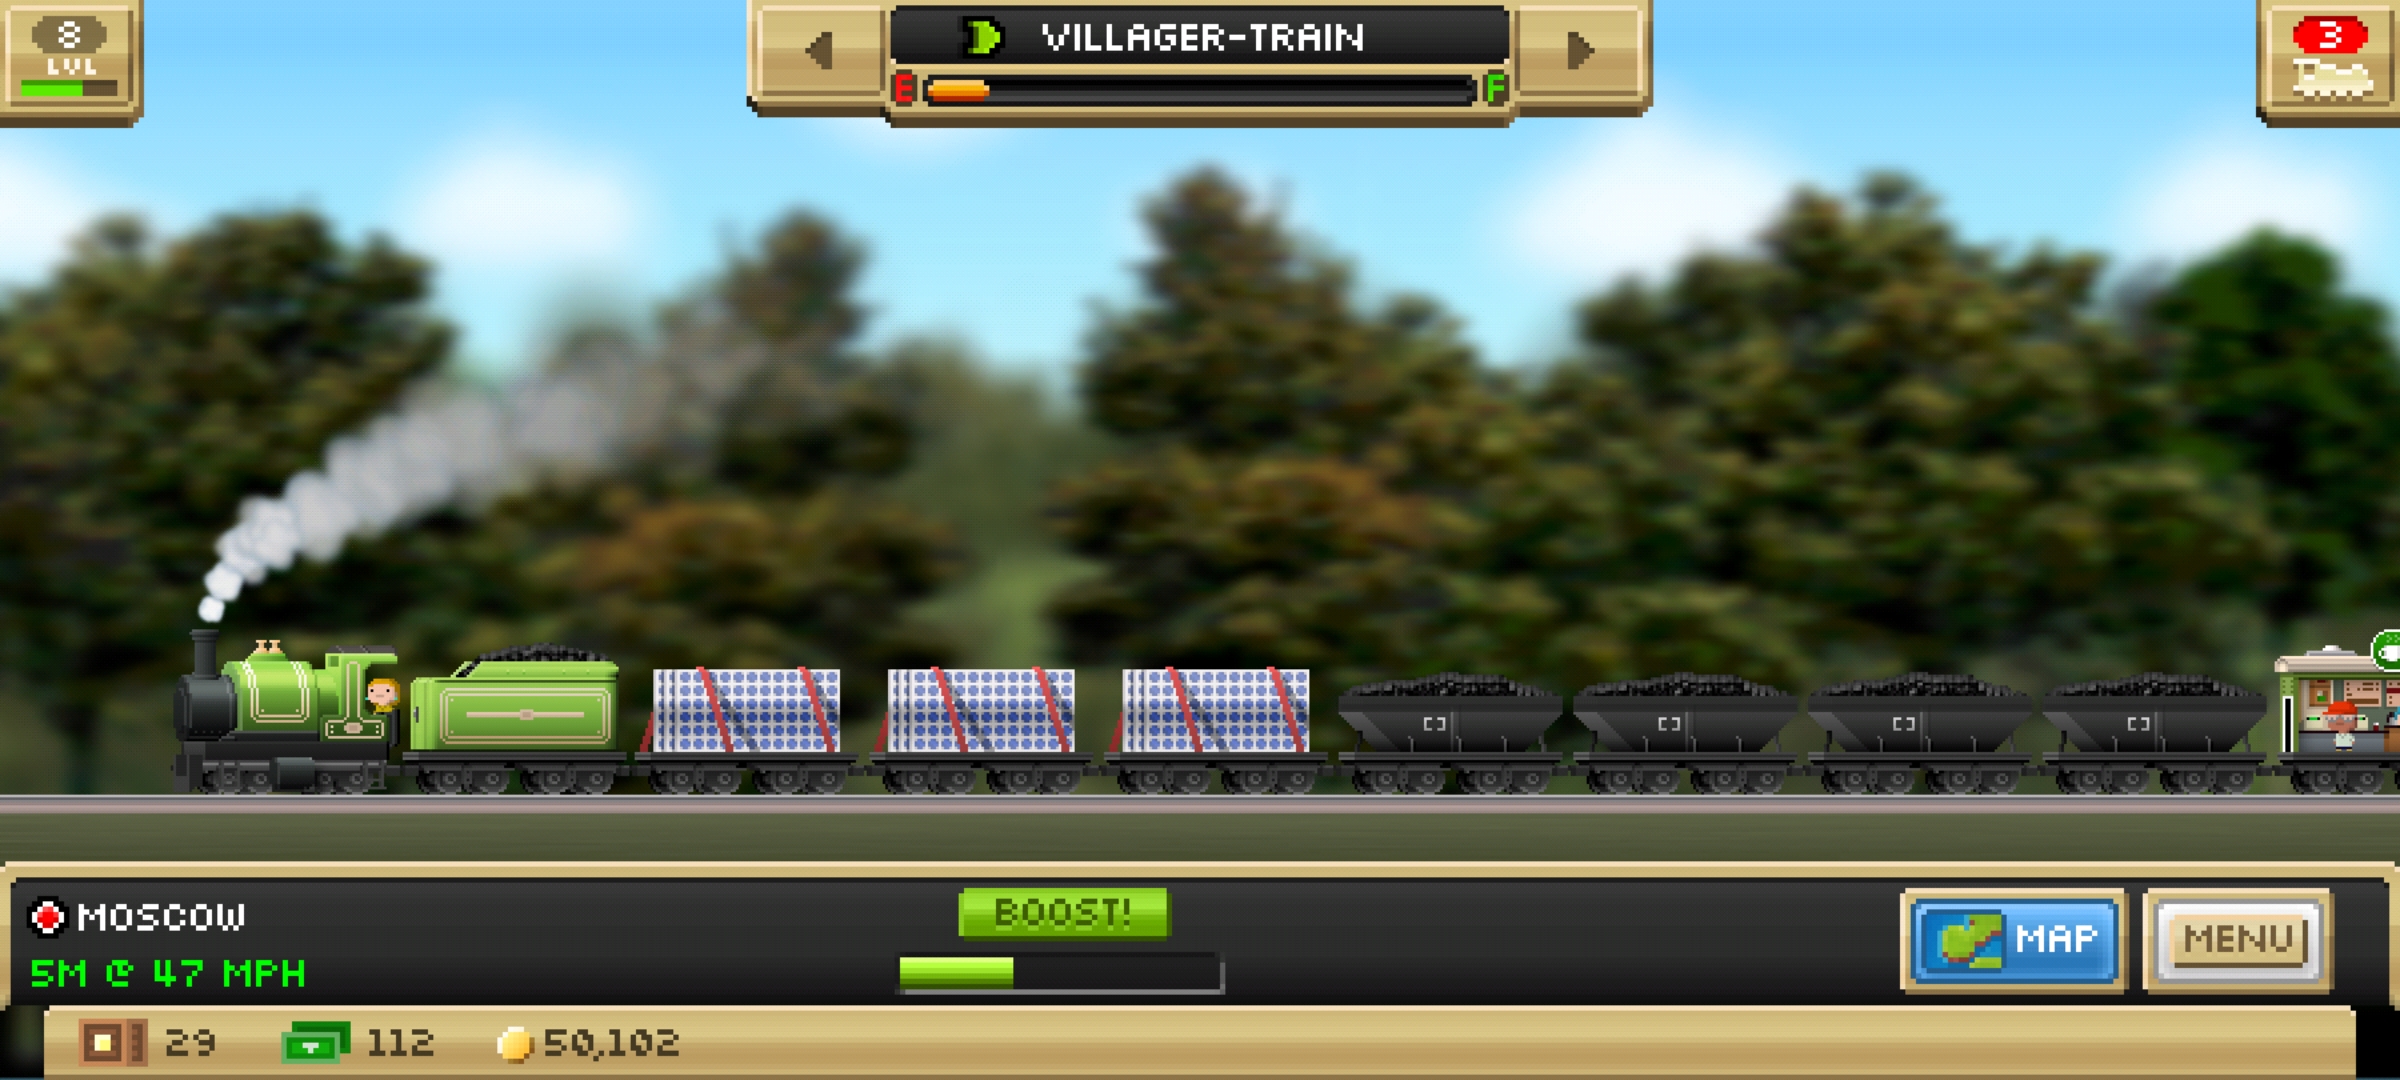 8
LVL
VILLAGER-TRAIN
E F
3
MOSCOW
5M @ 47 MPH
BOOST!
MAP
MENU
29 112 50,102